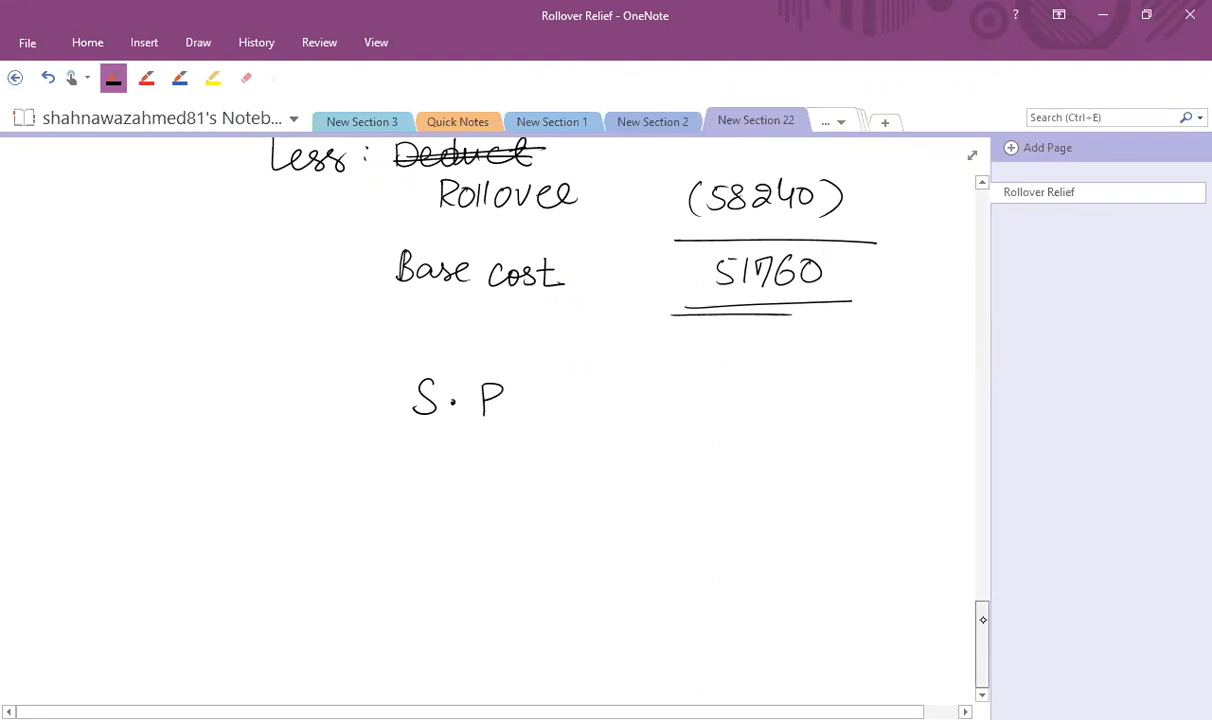 Rollover Relief - OneNote
?
File Home Insert Draw History Review View
shahnawazahmed81's Noteb...
New Section 3 Quick Notes New Section 1 New Section 2 New Section 22 ...
Search (Ctrl+E)
Add Page
Rollover Relief
Less : Deduct
Rollover (58240)
Base cost 51760
S. P